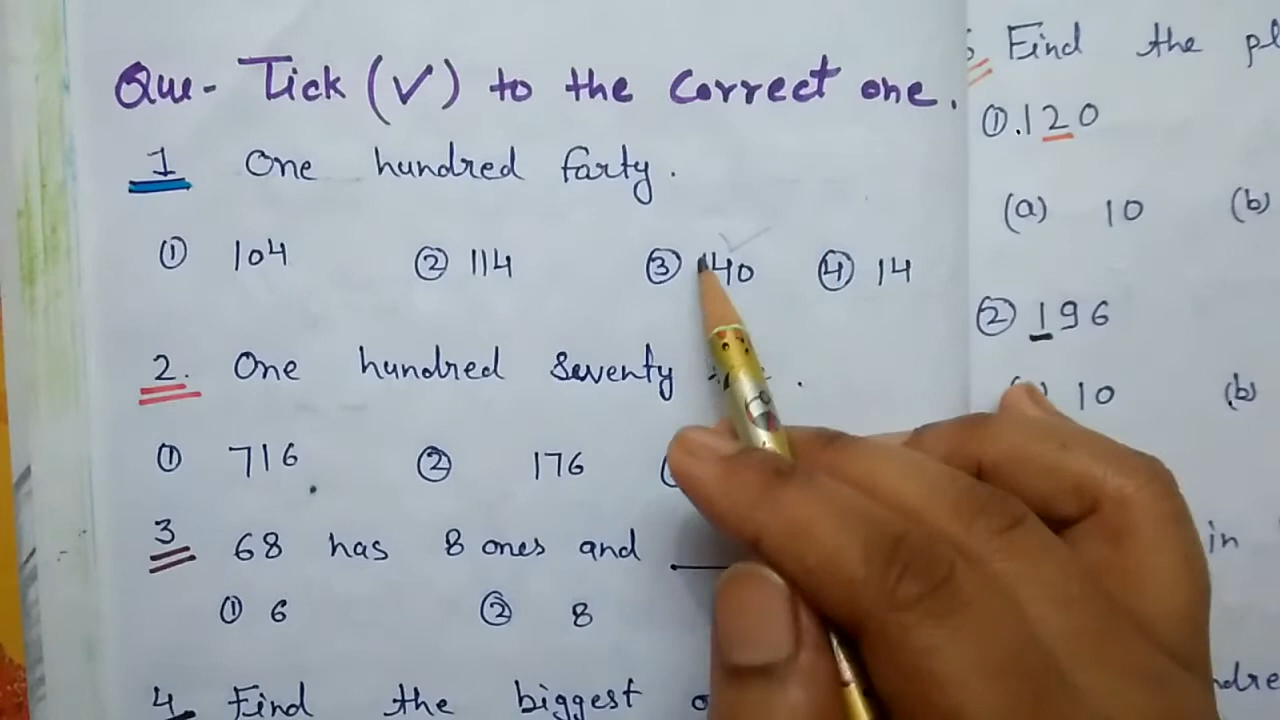 Que- Tick (✓) to the correct one.
1 One hundred farty.
① 104 ② 114 ③ 140 ④ 14
2. One hundred seventy
① 716 ② 176
3 68 has 8 ones and
① 6 ② 8
4. Find the biggest
Find the pl
①. 120
(a) 10 (b)
② 196
10 (b)
in